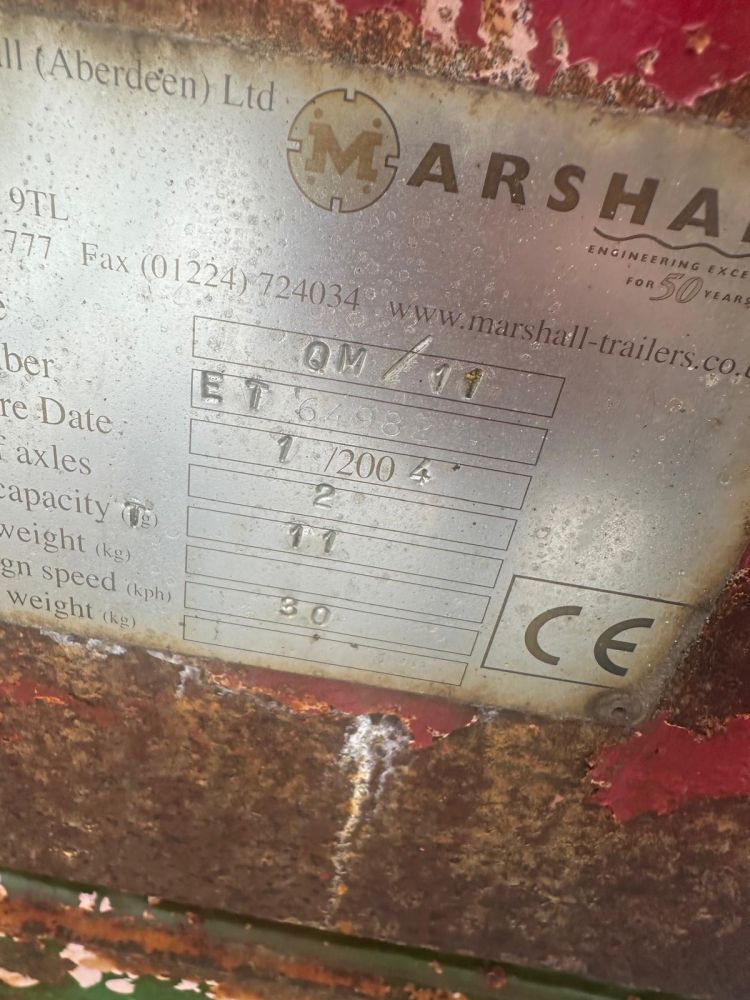 ll (Aberdeen) Ltd
M MARSHAL
ENGINEERING EXCE
FOR 50 YEARS
9TL
777 Fax (01224) 724034 www.marshall-trailers.co.u
e QM/11
ber ET 64982
re Date 1/2004
f axles 2
capacity T (kg) 11
weight (kg)
gn speed (kph) 30
weight (kg)
CE